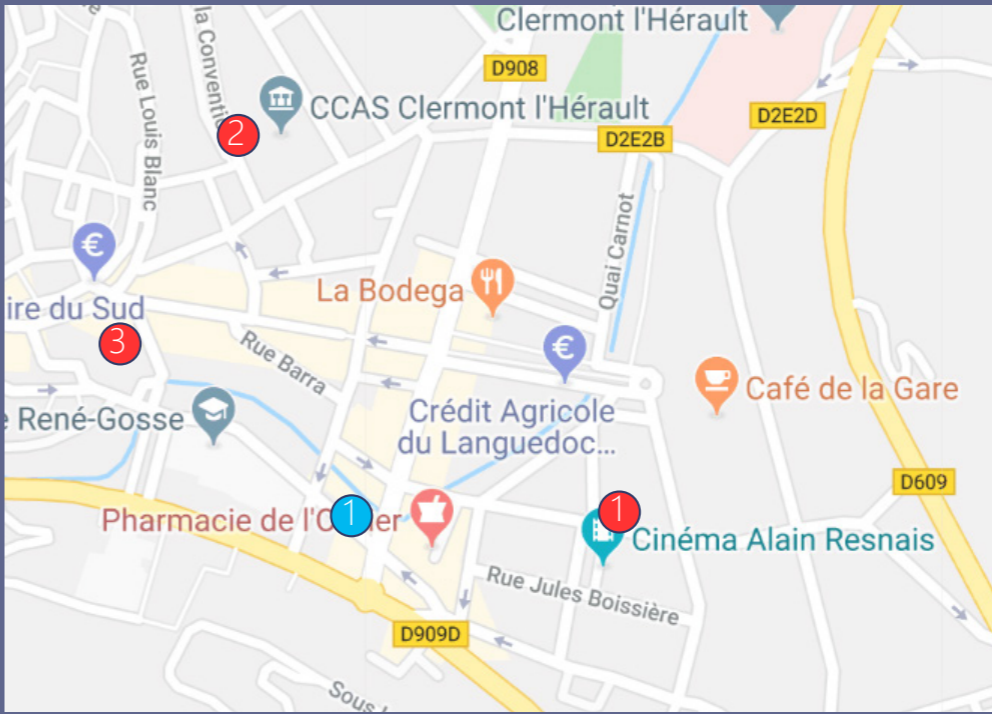 Clermont l'Hérault
la Conventi
Rue Louis Blanc
D908
CCAS Clermont l'Hérault
2
D2E2B
D2E2D
Quai Carnot
La Bodega
ire du Sud
3
Rue Barra
Café de la Gare
e René-Gosse
Crédit Agricole
du Languedoc...
D609
1
1
Pharmacie de l'O
ier
Cinéma Alain Resnais
Rue Jules Boissière
D909D
Sous